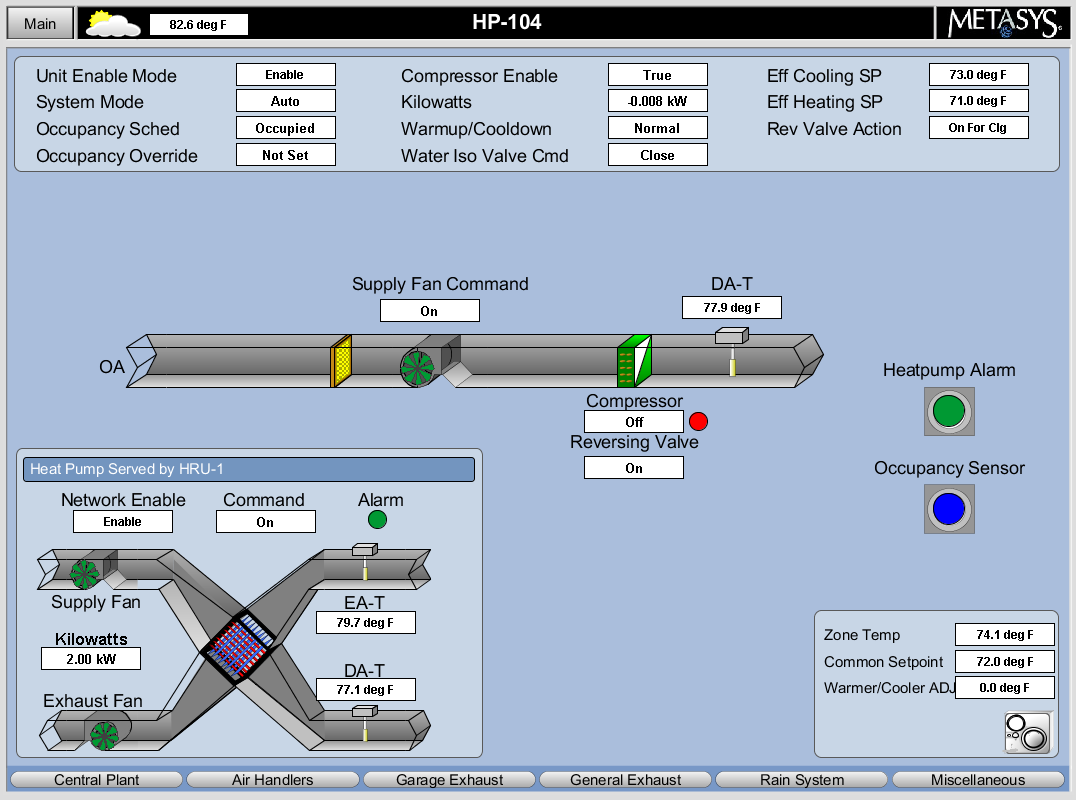 Main
82.6 deg F
HP-104
METASYS
Unit Enable Mode Enable Compressor Enable True Eff Cooling SP 73.0 deg F
System Mode Auto Kilowatts -0.008 kW Eff Heating SP 71.0 deg F
Occupancy Sched Occupied Warmup/Cooldown Normal Rev Valve Action On For Clg
Occupancy Override Not Set Water Iso Valve Cmd Close
Supply Fan Command DA-T
On 77.9 deg F
OA
Heatpump Alarm
Compressor
Off
Reversing Valve
On
Occupancy Sensor
Heat Pump Served by HRU-1
Network Enable Command Alarm
Enable On
Supply Fan EA-T
79.7 deg F
Kilowatts
2.00 kW
DA-T
77.1 deg F
Exhaust Fan
Zone Temp 74.1 deg F
Common Setpoint 72.0 deg F
Warmer/Cooler ADJ 0.0 deg F
Central Plant Air Handlers Garage Exhaust General Exhaust Rain System Miscellaneous